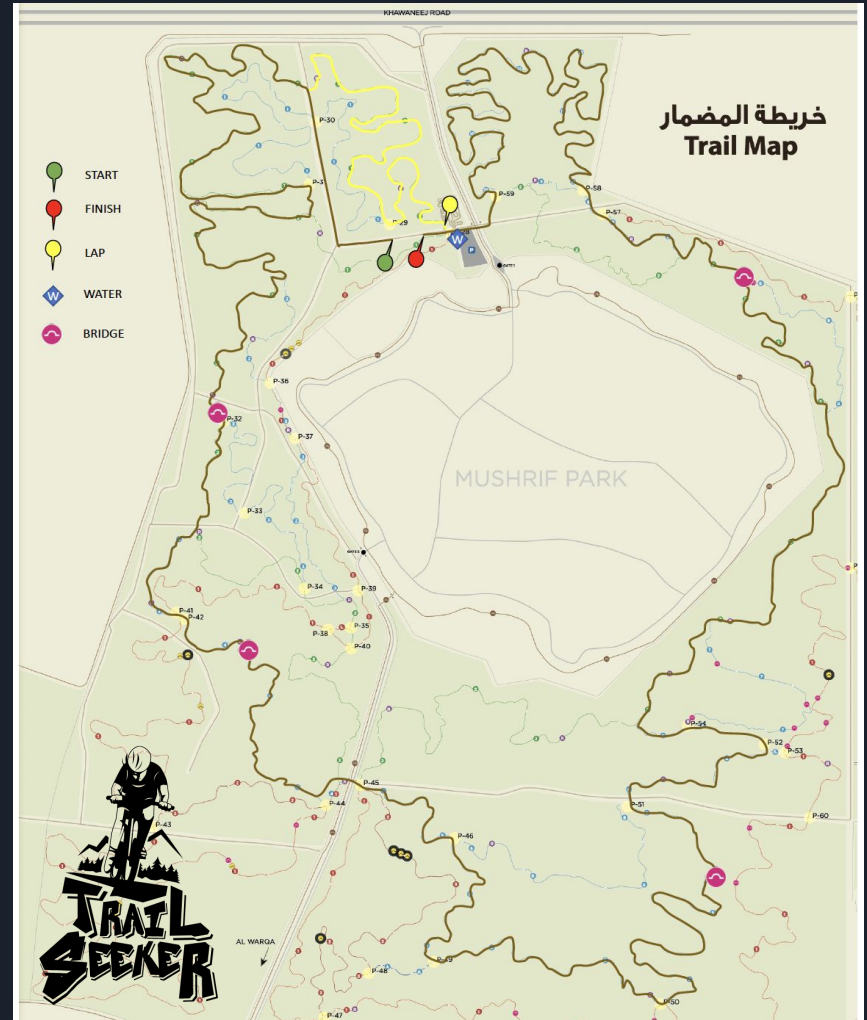 KHAWANEEJ ROAD
خريطة المضمار
Trail Map
START
FINISH
LAP
W WATER
BRIDGE
P-30
P-3
P-29
W
P
P-59
P-58
P-57
P-36
P-32
P-37
MUSHRIF PARK
P-33
P-34
P-39
P-41
P-42
P-38
P-35
P-40
P-54
P-52
P-53
P-45
P-44
P-51
P-60
P-43
P-46
TRAIL
SEEKER
AL WARQA
P-48
P-49
P-50
P-47